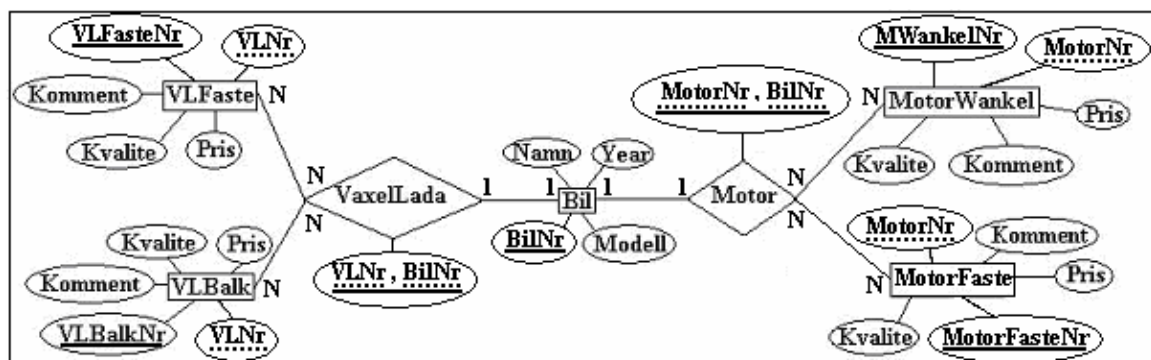 VLFasteNr
VLNr
Komment
VLFaste
N
Kvalite
Pris
N
VaxelLada
N
1
1
Kvalite
Pris
Komment
VLBalk
N
VLBalkNr
VLNr
VLNr , BilNr
Namn
Year
Bil
BilNr
Modell
1
1
MotorNr , BilNr
Motor
N
N
MWankelNr
MotorNr
N
MotorWankel
Pris
Kvalite
Komment
MotorNr
Komment
N
MotorFaste
Pris
Kvalite
MotorFasteNr